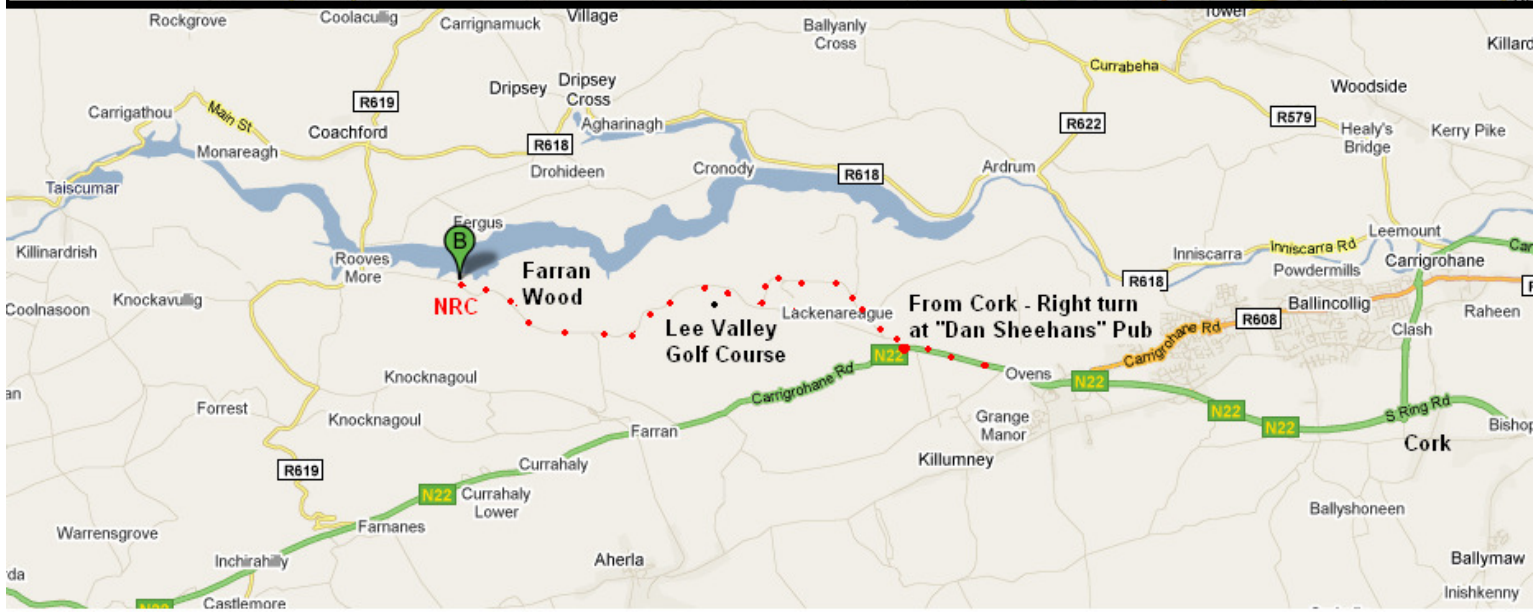 Rockgrove
Coolacullig
Carrignamuck
Village
Ballyanly
Cross
Tower
Killard
Currabeha
Woodside
Dripsey
Dripsey
Cross
R619
Carrigathou
Main St
Coachford
Agharinagh
R622
R579
Healy's
Bridge
Kerry Pike
Monareagh
R618
Drohideen
Cronody
R618
Ardrum
Taiscumar
Fergus
Leemount
Killinardrish
B
Rooves
More
Inniscarra
Inniscarra Rd
Carrigrohane
Car
Farran
Wood
R618
Powdermills
Coolnasoon
Knockavullig
NRC
Lackenareague
From Cork - Right turn
at "Dan Sheehans" Pub
Ballincollig
R
Raheen
Lee Valley
Golf Course
R608
Clash
Carrigrohane Rd
N22
Ovens
N22
Knocknagoul
Carrigrohane Rd
an
Forrest
Knocknagoul
Grange
Manor
N22
N22
S Ring Rd
Bishop
Farran
Cork
Killumney
R619
Currahaly
N22
Currahaly
Lower
Ballyshoneen
Warrensgrove
Farnanes
Inchirahilly
Aherla
Ballymaw
da
Castlemore
N22
Inishkenny